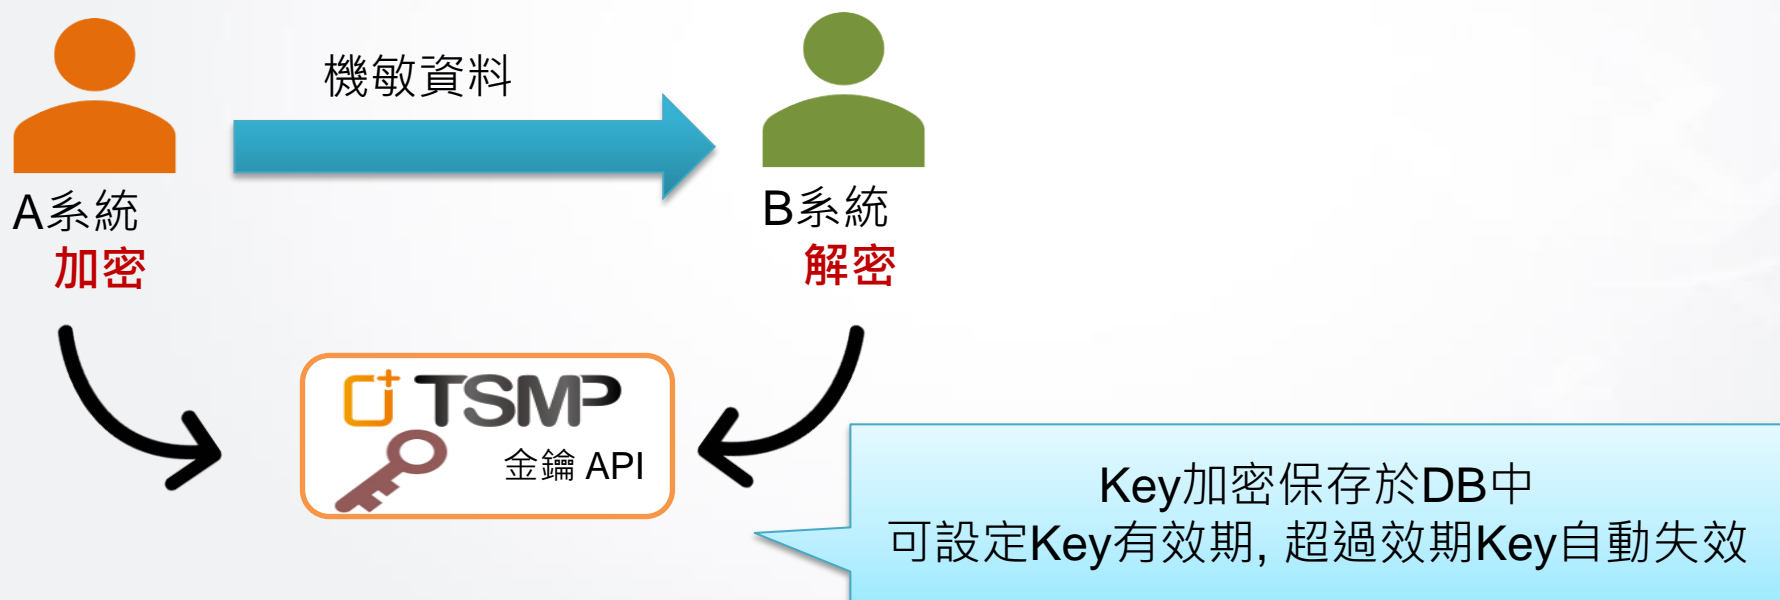 機敏資料
A系統
加密
B系統
解密
TSMP
金鑰 API
Key加密保存於DB中
可設定Key有效期, 超過效期Key自動失效